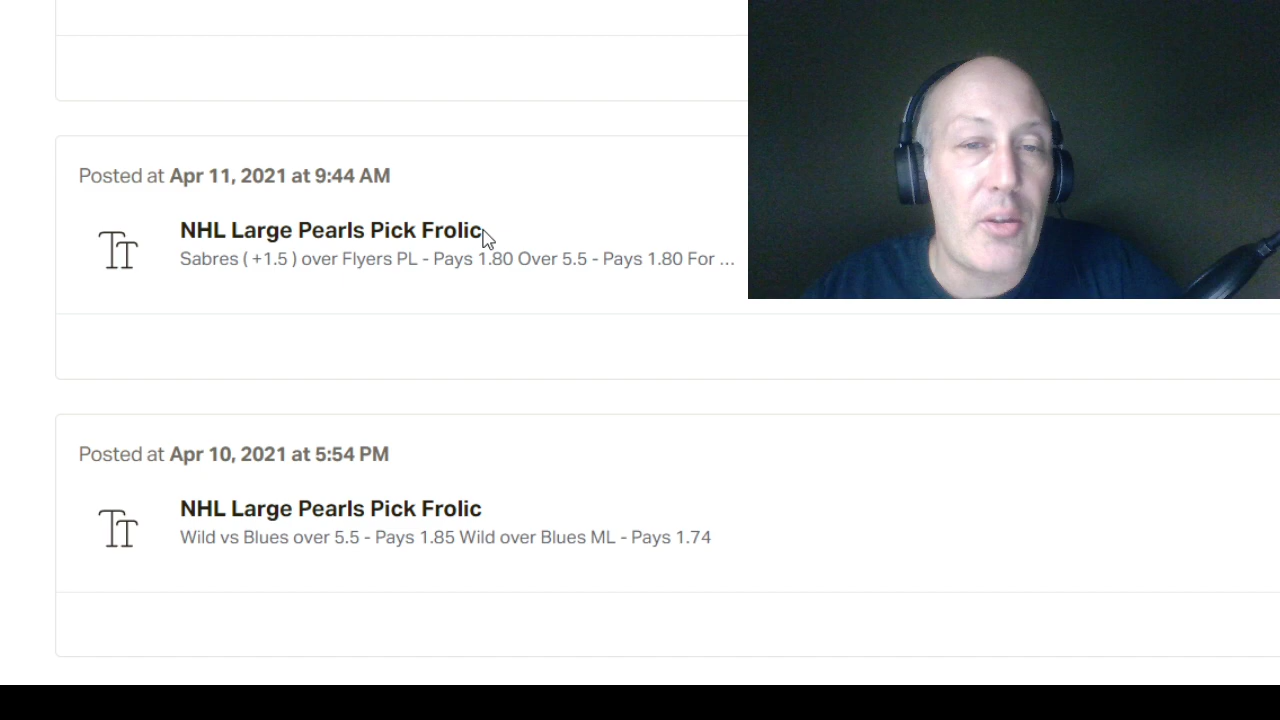 Posted at Apr 11, 2021 at 9:44 AM
NHL Large Pearls Pick Frolic
Sabres ( +1.5 ) over Flyers PL - Pays 1.80 Over 5.5 - Pays 1.80 For ...
Posted at Apr 10, 2021 at 5:54 PM
TT
NHL Large Pearls Pick Frolic
Wild vs Blues over 5.5 - Pays 1.85 Wild over Blues ML - Pays 1.74
TT